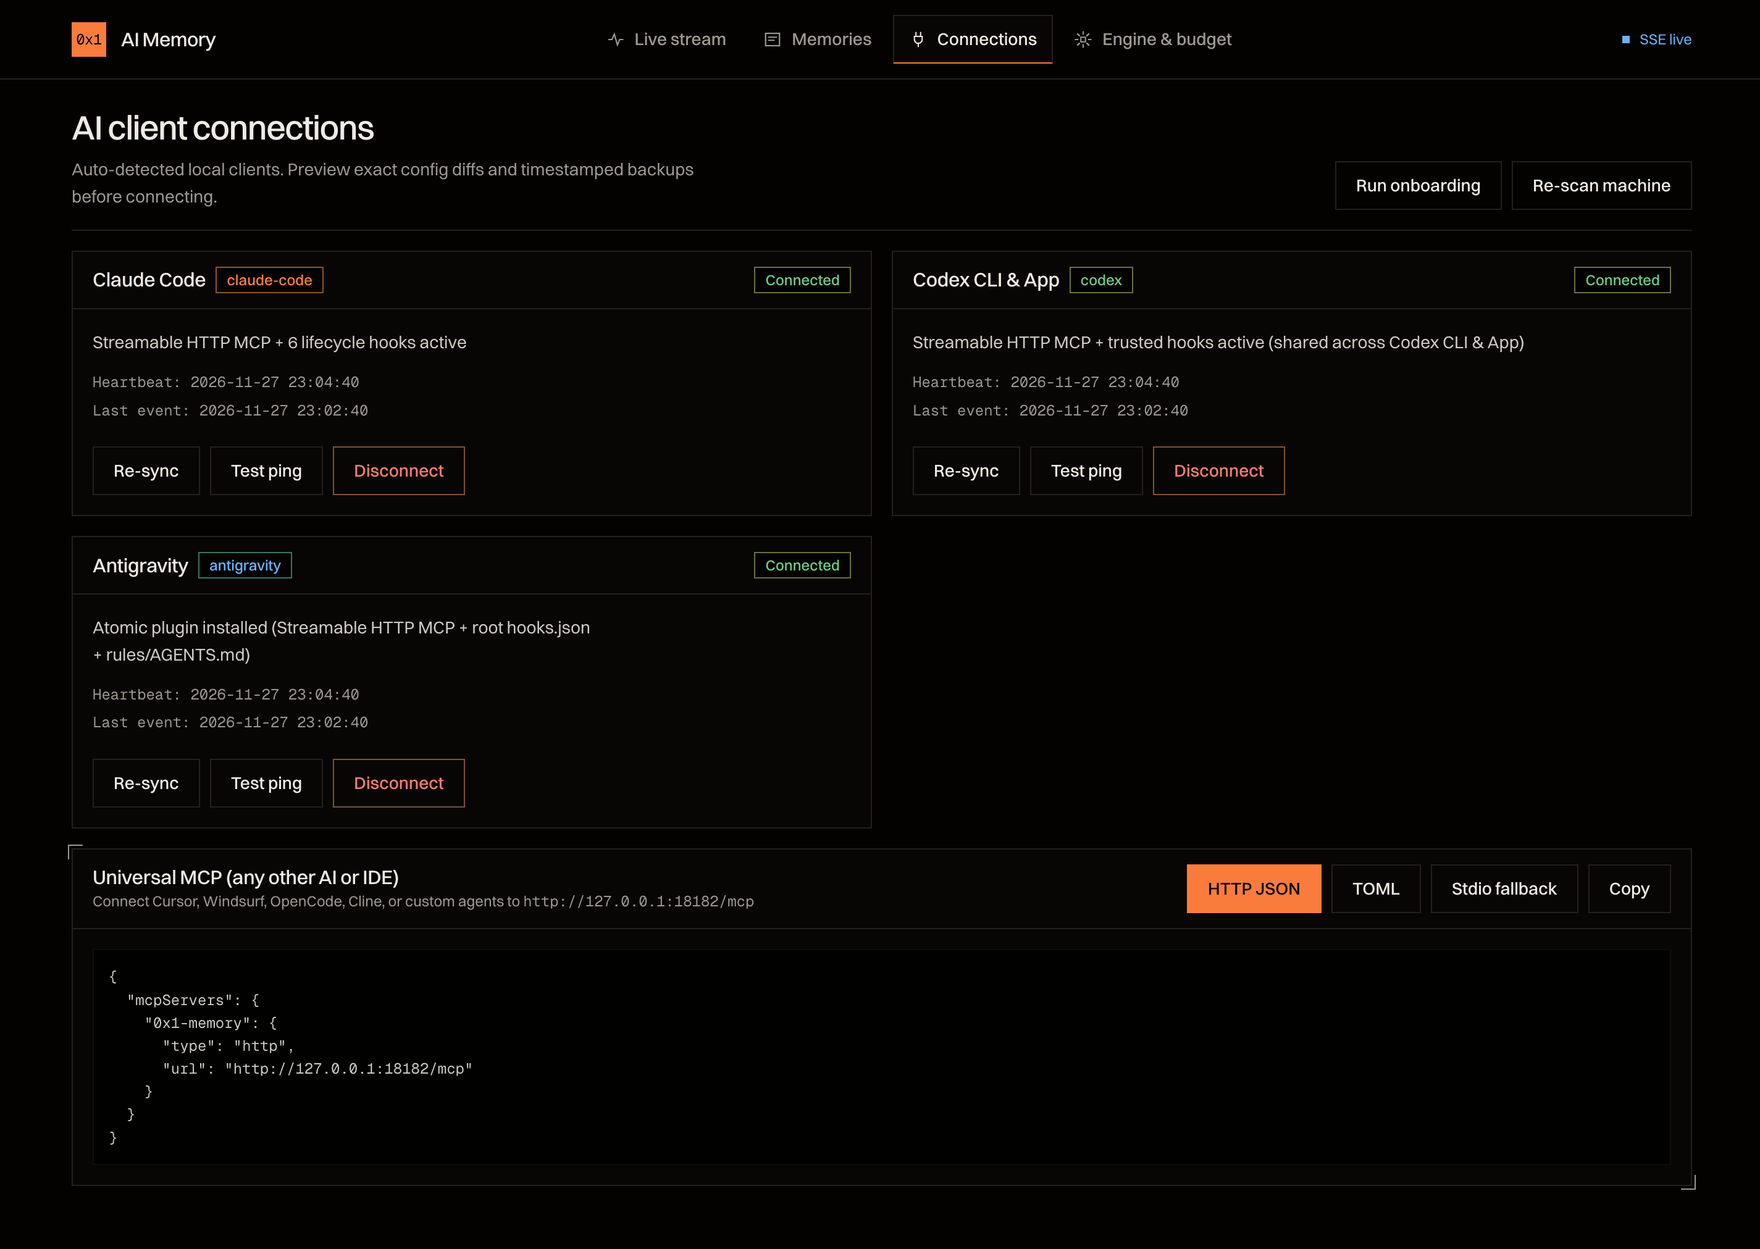 0x1
AI Memory
Live stream
Memories
Connections
Engine & budget
SSE live
AI client connections
Auto-detected local clients. Preview exact config diffs and timestamped backups
before connecting.
Run onboarding
Re-scan machine
Claude Code
claude-code
Connected
Streamable HTTP MCP + 6 lifecycle hooks active
Heartbeat: 2026-11-27 23:04:40
Last event: 2026-11-27 23:02:40
Re-sync
Test ping
Disconnect
Codex CLI & App
codex
Connected
Streamable HTTP MCP + trusted hooks active (shared across Codex CLI & App)
Heartbeat: 2026-11-27 23:04:40
Last event: 2026-11-27 23:02:40
Re-sync
Test ping
Disconnect
Antigravity
antigravity
Connected
Atomic plugin installed (Streamable HTTP MCP + root hooks.json
+ rules/AGENTS.md)
Heartbeat: 2026-11-27 23:04:40
Last event: 2026-11-27 23:02:40
Re-sync
Test ping
Disconnect
Universal MCP (any other AI or IDE)
Connect Cursor, Windsurf, OpenCode, Cline, or custom agents to http://127.0.0.1:18182/mcp
HTTP JSON
TOML
Stdio fallback
Copy
{
  "mcpServers": {
    "0x1-memory": {
      "type": "http",
      "url": "http://127.0.0.1:18182/mcp"
    }
  }
}